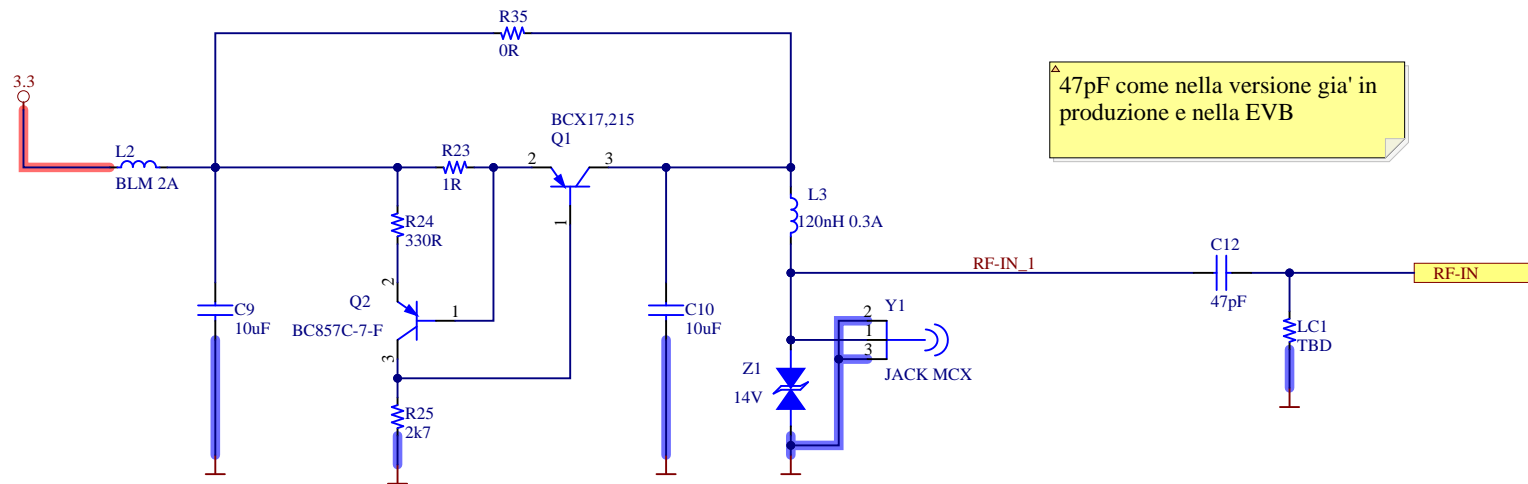 R35
0R
3.3
47pF come nella versione già' in
produzione e nella EVB
BCX17,215
Q1
L2
BLM 2A
R23
1R
2
3
1
L3
120nH 0.3A
R24
330R
RF-IN_1
C12
47pF
RF-IN
2
Q2
BC857C-7-F
1
3
C9
10uF
C10
10uF
Y1
2
1
3
JACK MCX
LC1
TBD
Z1
14V
R25
2k7